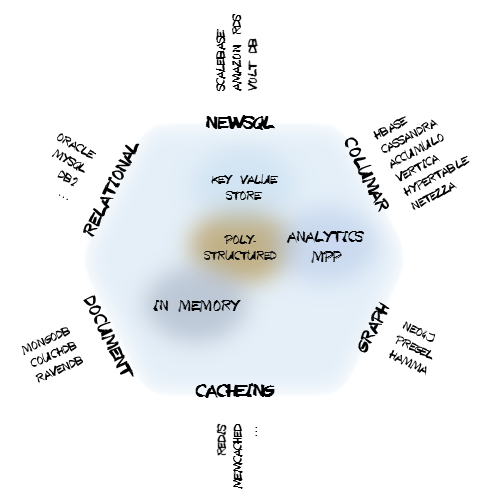 SCALEBASE
AMAZON RDS
VOLT DB
NEWSQL
ORACLE
MYSQL
DB2
...
RELATIONAL
COLUMAR
HBASE
CASSANDRA
ACCUMULO
VERTICA
HYPERTABLE
NETEZZA
KEY VALUE
STORE
POLY-
STRUCTURED
ANALYTICS
MPP
IN MEMORY
DOCUMENT
MONGODB
COUCHDB
RAVENDB
GRAPH
NEO4J
PREGEL
HAMMA
CACHEING
REDIS
MEMCACHED
...